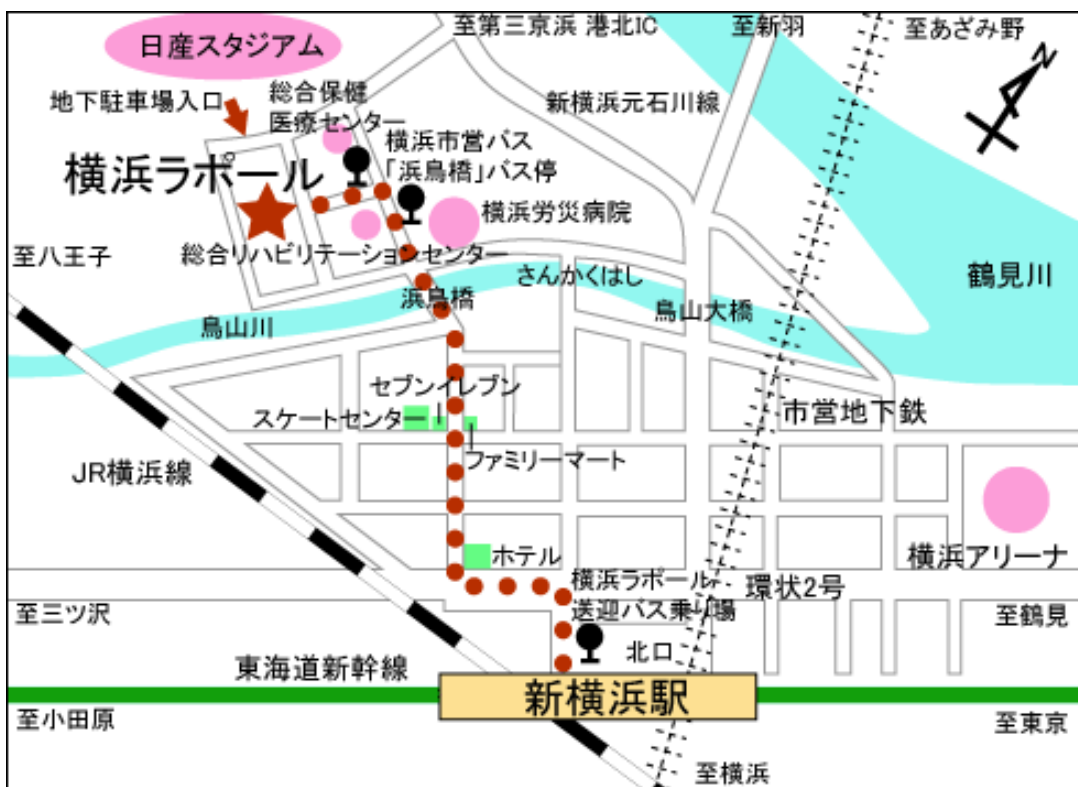 日産スタジアム
至第三京浜 港北IC
至新羽
至あざみ野
N
地下駐車場入口
総合保健
医療センター
新横浜元石川線
横浜市営バス
「浜鳥橋」バス停
横浜ラポール
横浜労災病院
至八王子
総合リハビリテーションセンター
さんかくはし
鶴見川
浜鳥橋
鳥山大橋
鳥山川
セブンイレブン
スケートセンター
市営地下鉄
ファミリーマート
JR横浜線
ホテル
横浜アリーナ
横浜ラポール
送迎バス乗り場
環状2号
至三ツ沢
至鶴見
北口
東海道新幹線
新横浜駅
至小田原
至東京
至横浜